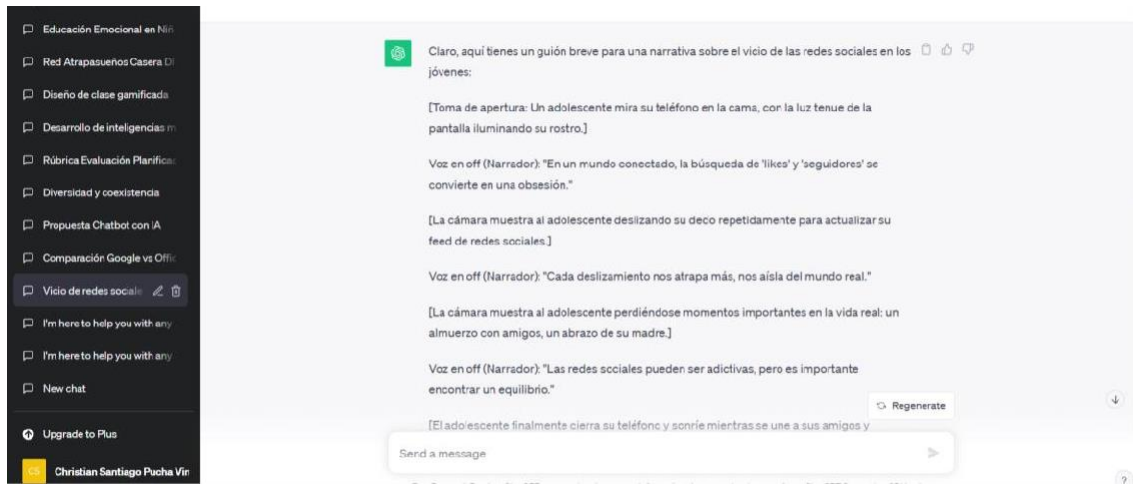 Educación Emocional en Niñ
Red Atrapasueños Casera Di
Diseño de clase gamificada
Desarrollo de inteligencias m
Rúbrica Evaluación Planificac
Diversidad y coexistencia
Propuesta Chatbot con IA
Comparación Google vs Offic
Vicio de redes sociale
I'm here to help you with any
I'm here to help you with any
New chat
Upgrade to Plus
CS
Christian Santiago Pucha Vin
Claro, aquí tienes un guión breve para una narrativa sobre el vicio de las redes sociales en los
jóvenes:
[Toma de apertura: Un adolescente mira su teléfono en la cama, con la luz tenue de la
pantalla iluminando su rostro.]
Voz en off (Narrador): "En un mundo conectado, la búsqueda de 'likes' y 'seguidores' se
convierte en una obsesión."
[La cámara muestra al adolescente deslizando su dedo repetidamente para actualizar su
feed de redes sociales.]
Voz en off (Narrador): "Cada deslizamiento nos atrapa más, nos aísla del mundo real."
[La cámara muestra al adolescente perdiéndose momentos importantes en la vida real: un
almuerzo con amigos, un abrazo de su madre.]
Voz en off (Narrador): "Las redes sociales pueden ser adictivas, pero es importante
encontrar un equilibrio."
Regenerate
[El adolescente finalmente cierra su teléfono y sonríe mientras se une a sus amigos y
Send a message
?